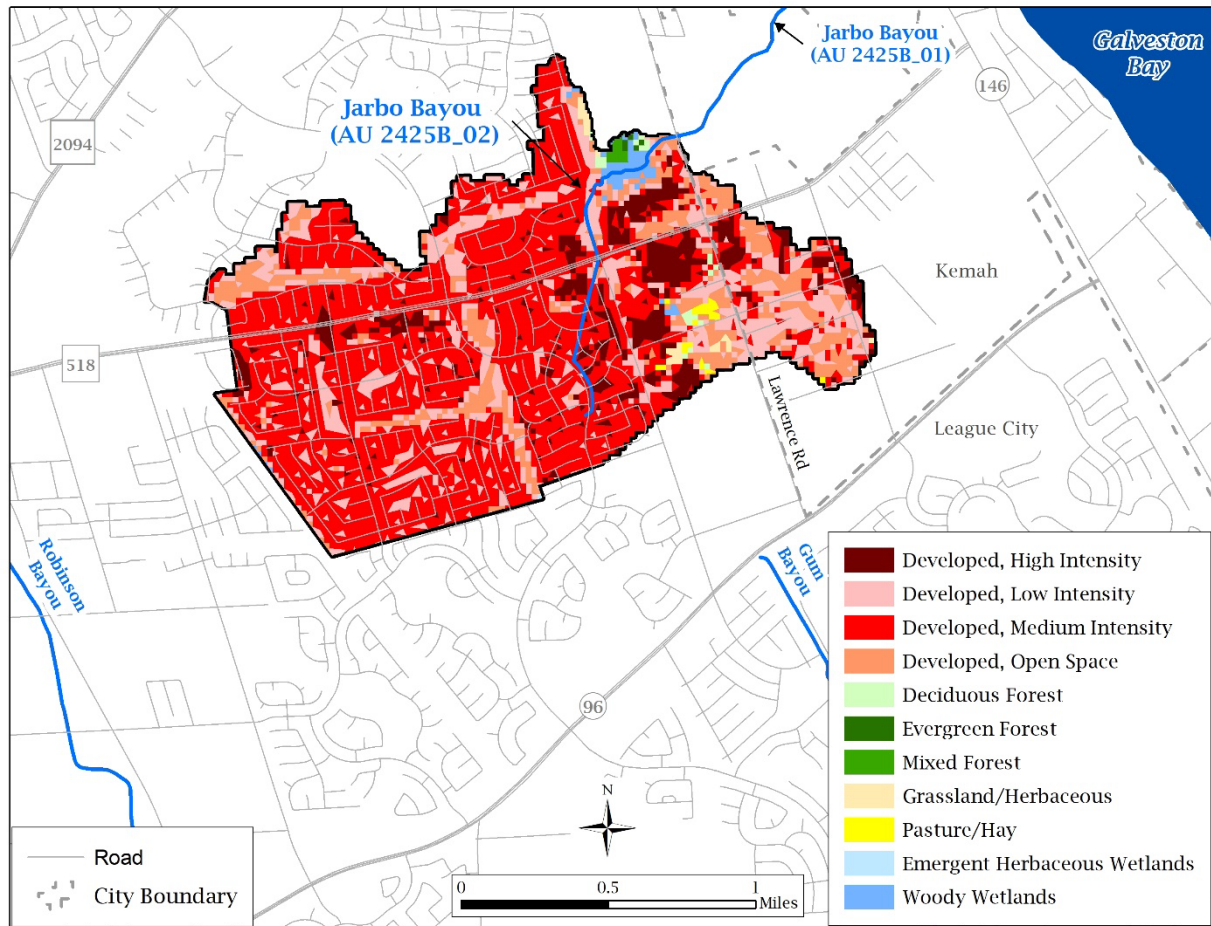 Jarbo Bayou
(AU 2425B_01)
Galveston
Bay
146
Jarbo Bayou
(AU 2425B_02)
2094
Kemah
518
Lawrence Rd
League City
Robinson
Bayou
Gum
Bayou
96
N
0
0.5
1
Miles
Road
City Boundary
Developed, High Intensity
Developed, Low Intensity
Developed, Medium Intensity
Developed, Open Space
Deciduous Forest
Evergreen Forest
Mixed Forest
Grassland/Herbaceous
Pasture/Hay
Emergent Herbaceous Wetlands
Woody Wetlands